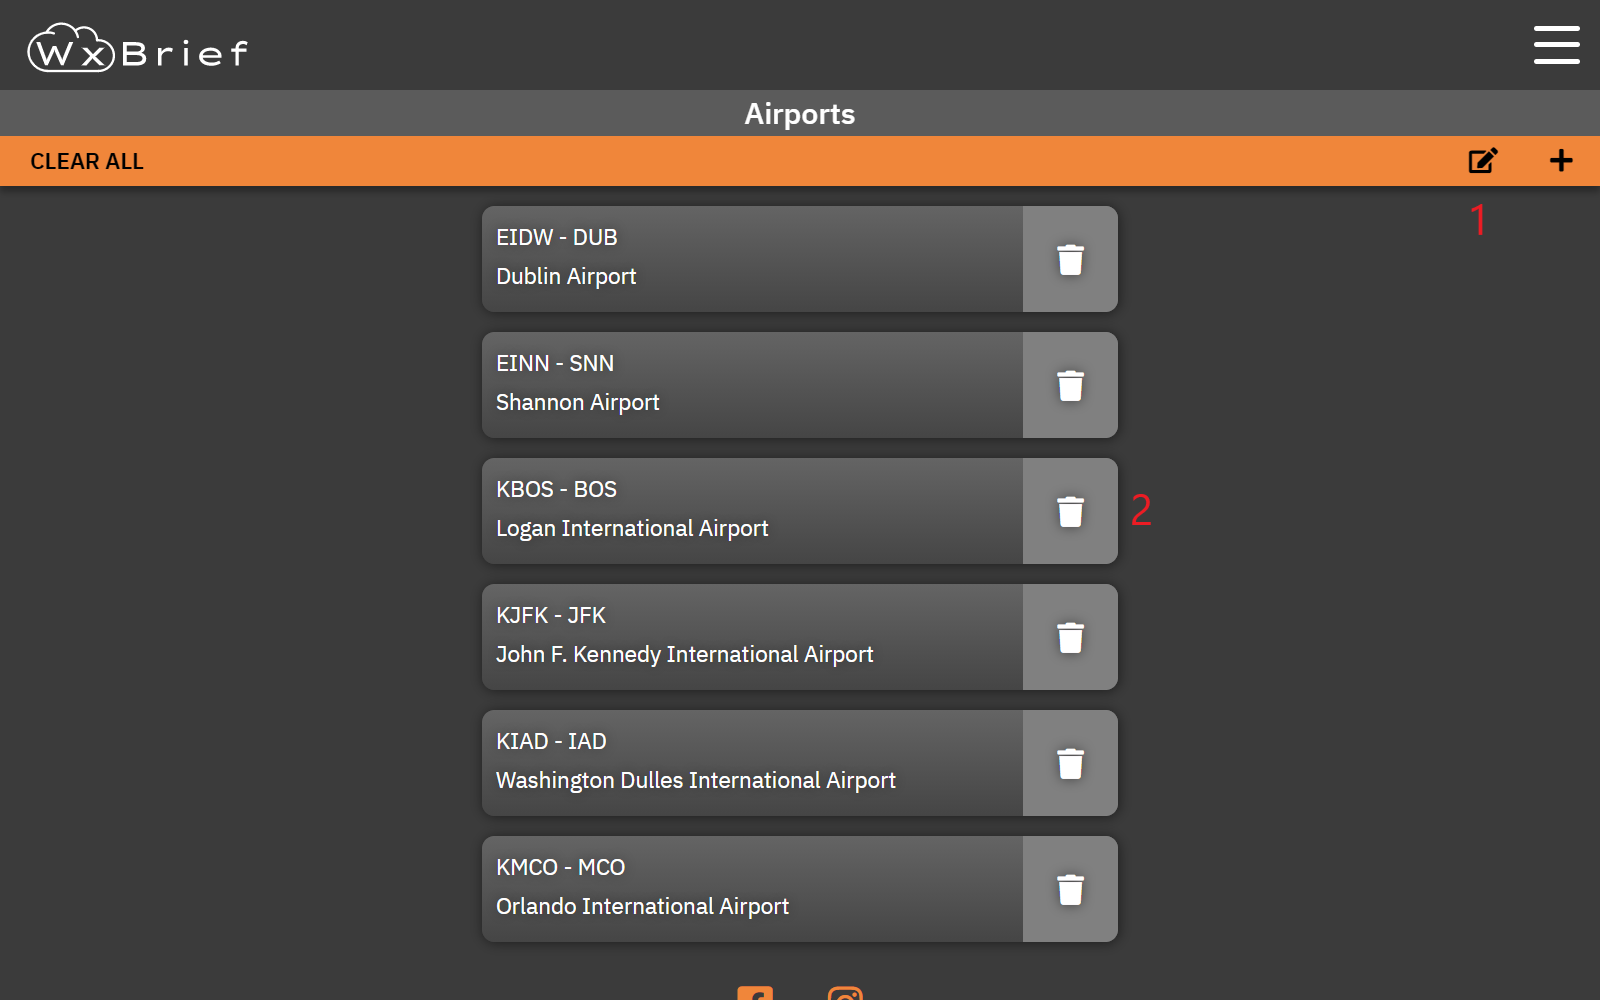 WxBrief
Airports
CLEAR ALL
1
EIDW - DUB
Dublin Airport
EINN - SNN
Shannon Airport
KBOS - BOS
Logan International Airport
2
KJFK - JFK
John F. Kennedy International Airport
KIAD - IAD
Washington Dulles International Airport
KMCO - MCO
Orlando International Airport